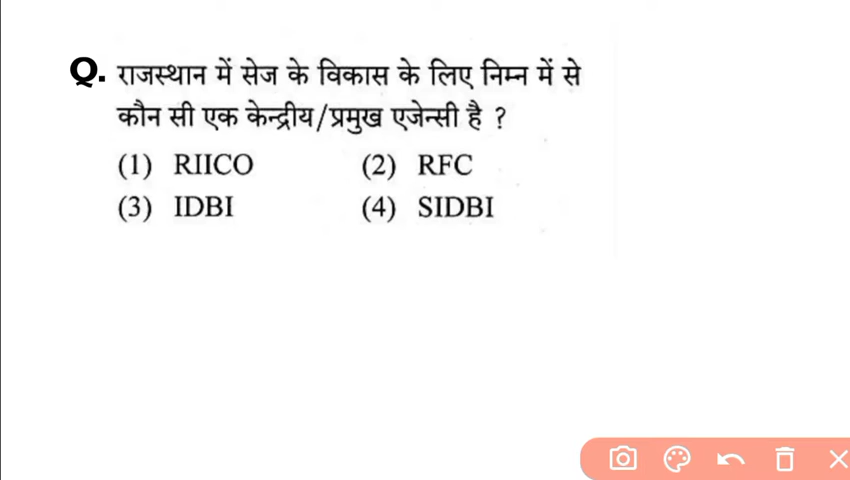 Q. राजस्थान में सेज के विकास के लिए निम्न में से
कौन सी एक केन्द्रीय/प्रमुख एजेन्सी है ?
(1) RIICO (2) RFC
(3) IDBI (4) SIDBI